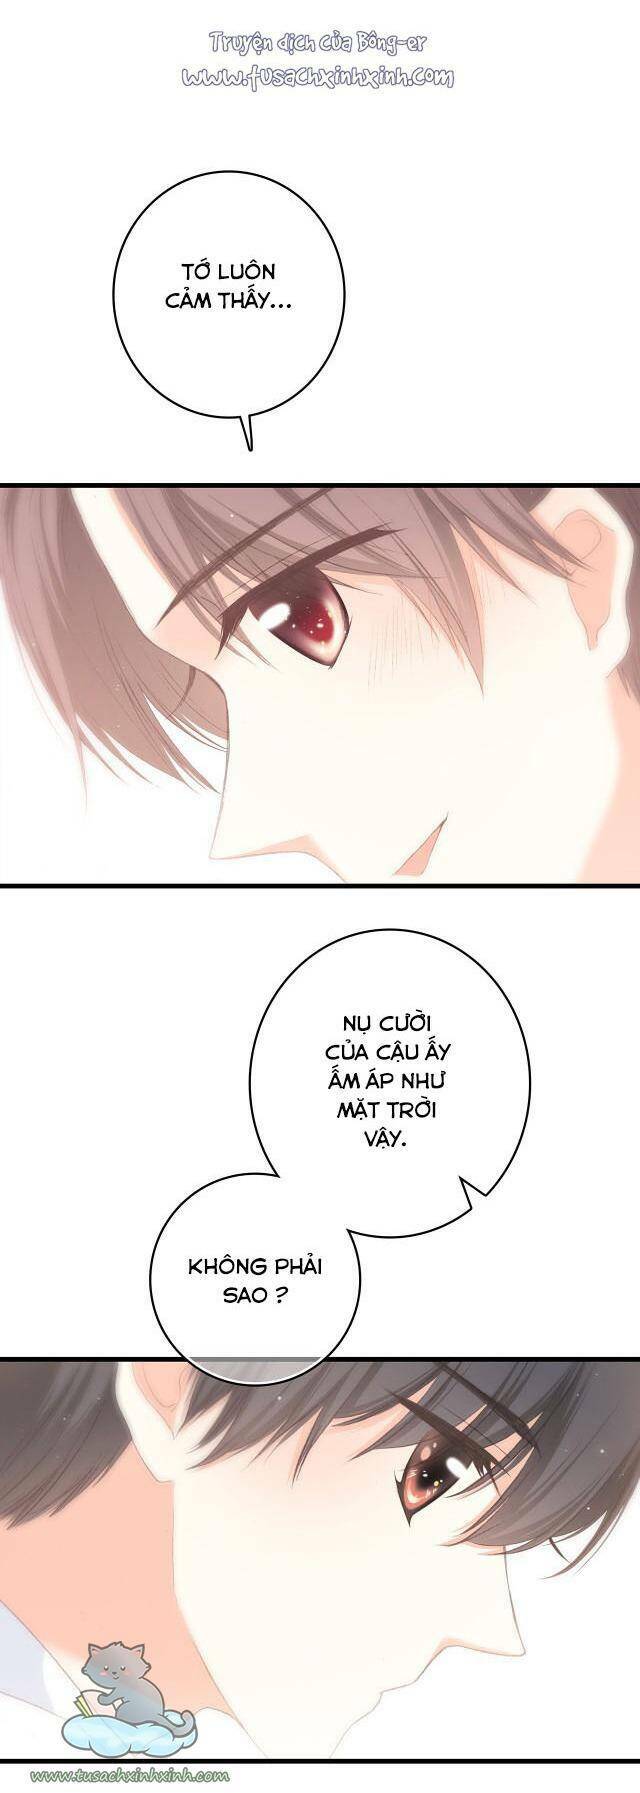 Truyện dịch của Bông-er
www.tusachxinhxinh.com
TỚ LUÔN
CẢM THẤY...
NỤ CƯỜI
CỦA CẬU ẤY
ẤM ÁP NHƯ
MẶT TRỜI
VẬY.
KHÔNG PHẢI
SAO ?
www.tusachxinhxinh.com